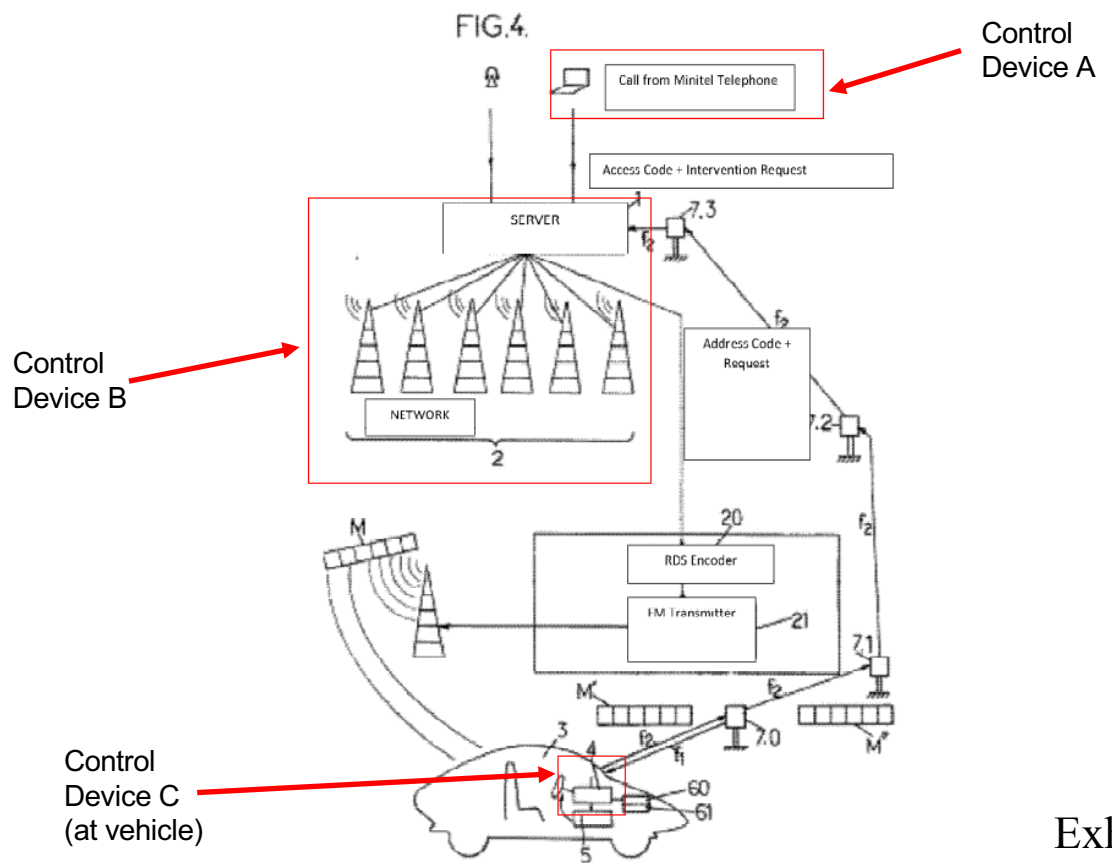 FIG.4.
Control
Device A
Call from Minitel Telephone
Access Code + Intervention Request
1
SERVER
7.3
f2
f2
Control
Device B
Address Code +
Request
NETWORK
7.2
2
f2
M
20
RDS Encoder
FM Transmitter
21
7.1
f2
M'
M"
3
4
f2
f1
7.0
Control
Device C
(at vehicle)
60
61
5